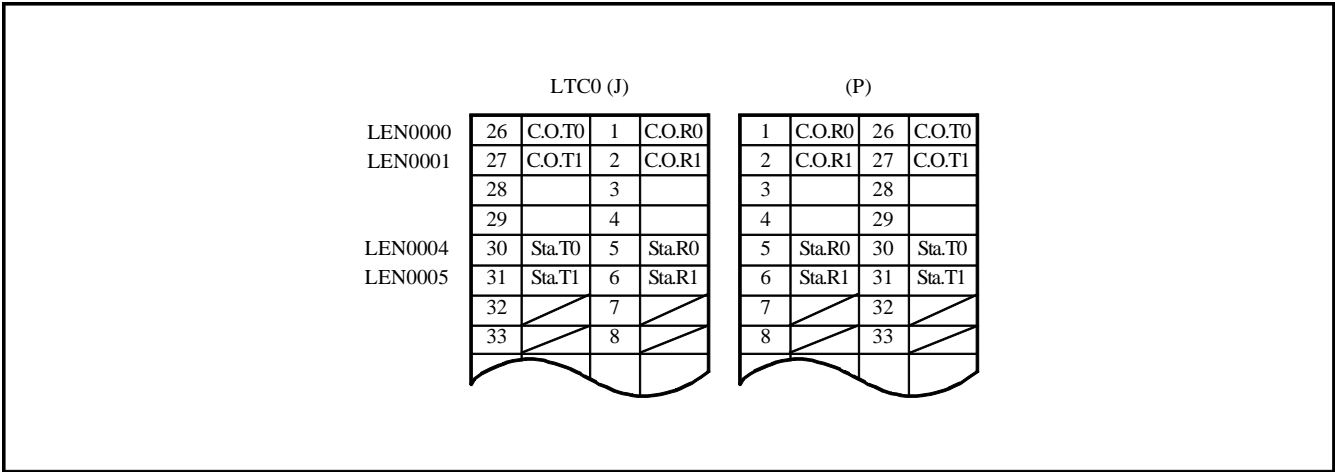 LTC0 (J) (P)
LEN0000 26 C.O.T0 1 C.O.R0 1 C.O.R0 26 C.O.T0
LEN0001 27 C.O.T1 2 C.O.R1 2 C.O.R1 27 C.O.T1
28 3 3 28
29 4 4 29
LEN0004 30 Sta.T0 5 Sta.R0 5 Sta.R0 30 Sta.T0
LEN0005 31 Sta.T1 6 Sta.R1 6 Sta.R1 31 Sta.T1
32 7 7 32
33 8 8 33